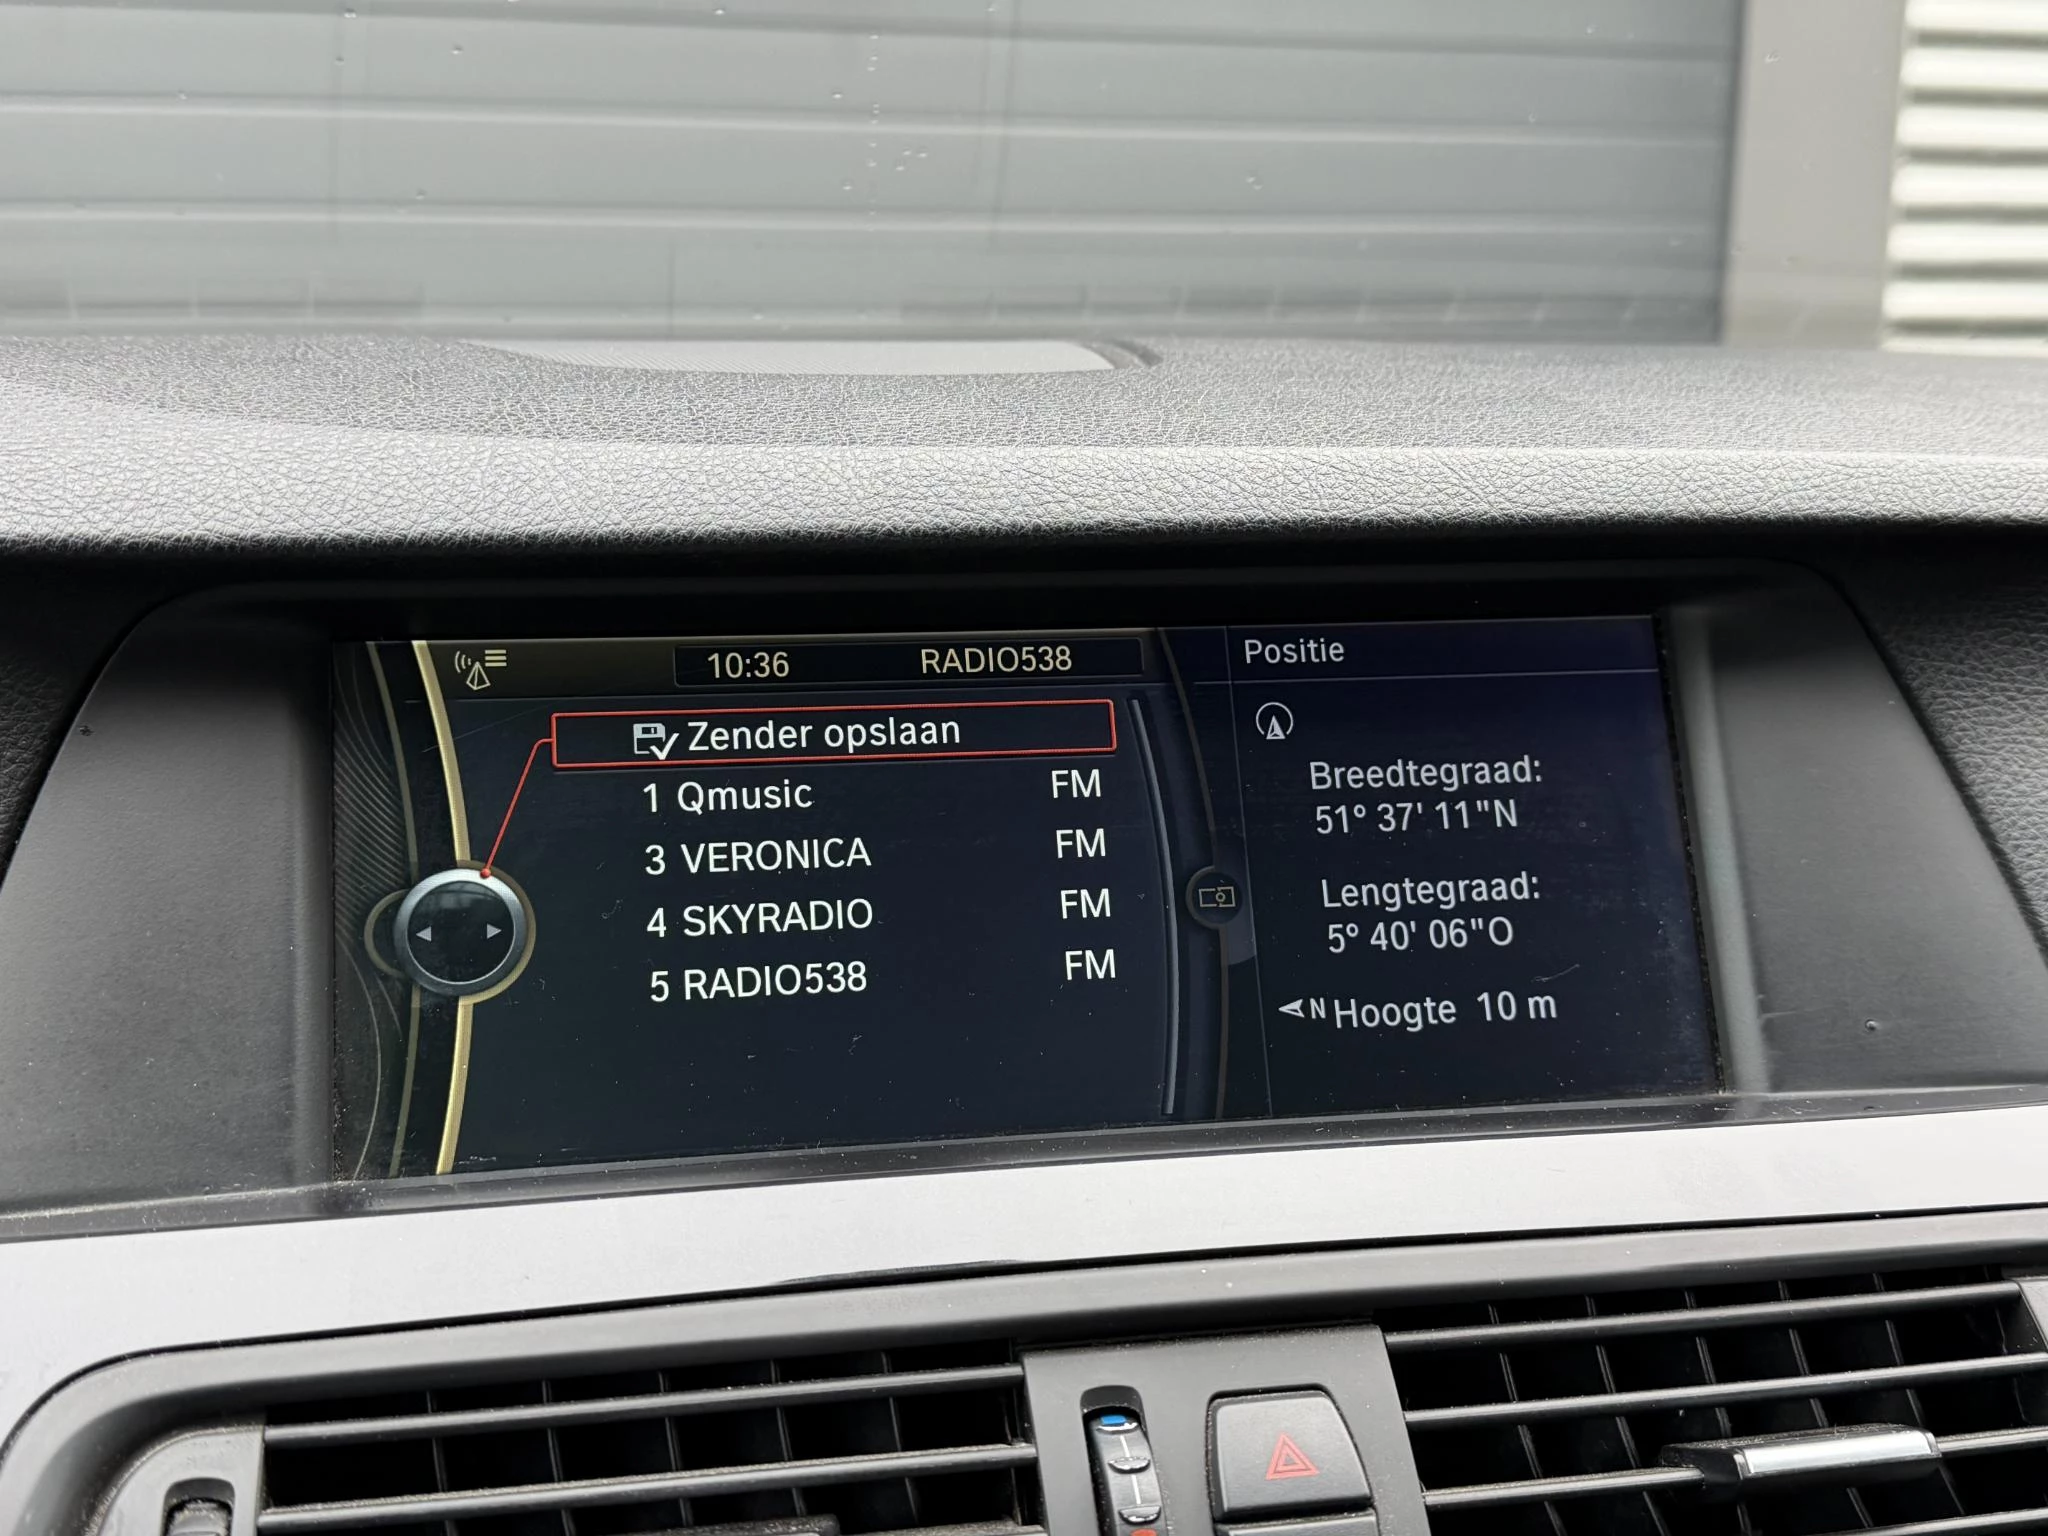 10:36 RADIO538
Zender opslaan
1 Qmusic FM
3 VERONICA FM
4 SKYRADIO FM
5 RADIO538 FM
Positie
Breedtegraad:
51° 37' 11"N
Lengtegraad:
5° 40' 06"O
N Hoogte 10 m